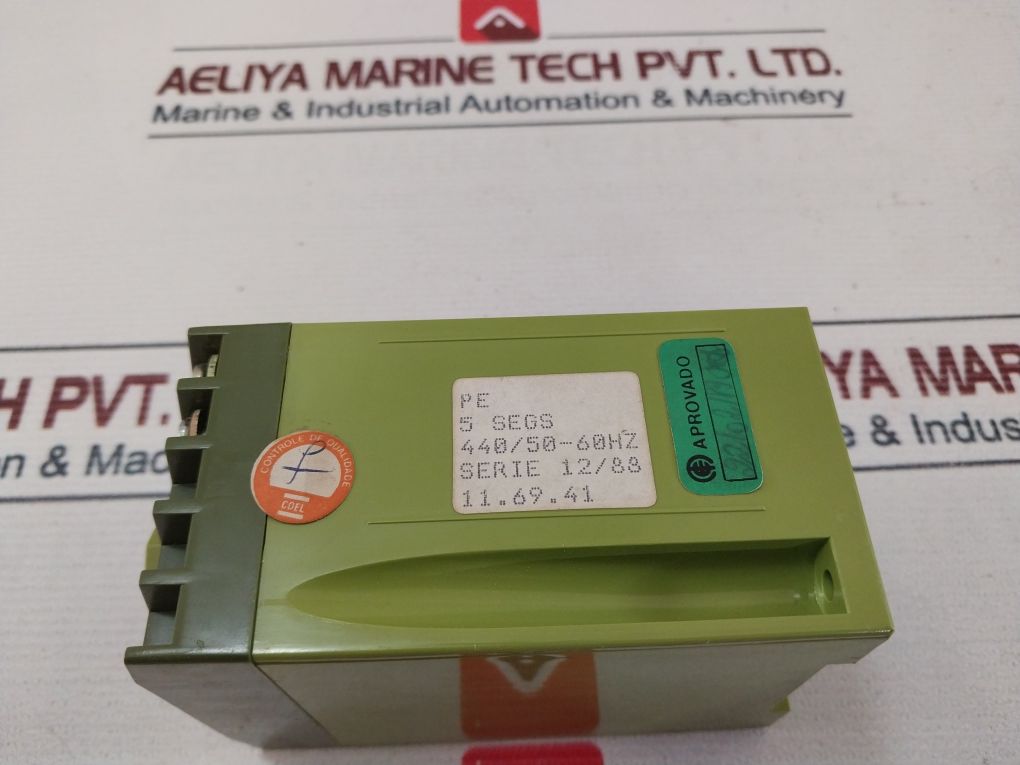 AELIYA MARINE TECH PVT. LTD.
Marine & Industrial Automation & Machinery
H PVT.
YA MAR
n & Mac
e & Indus
CONTROLE DE QUALIDADE
COEL
PE
5 SEGS
440/50-60HZ
SERIE 12/88
11.69.41
APROVADO